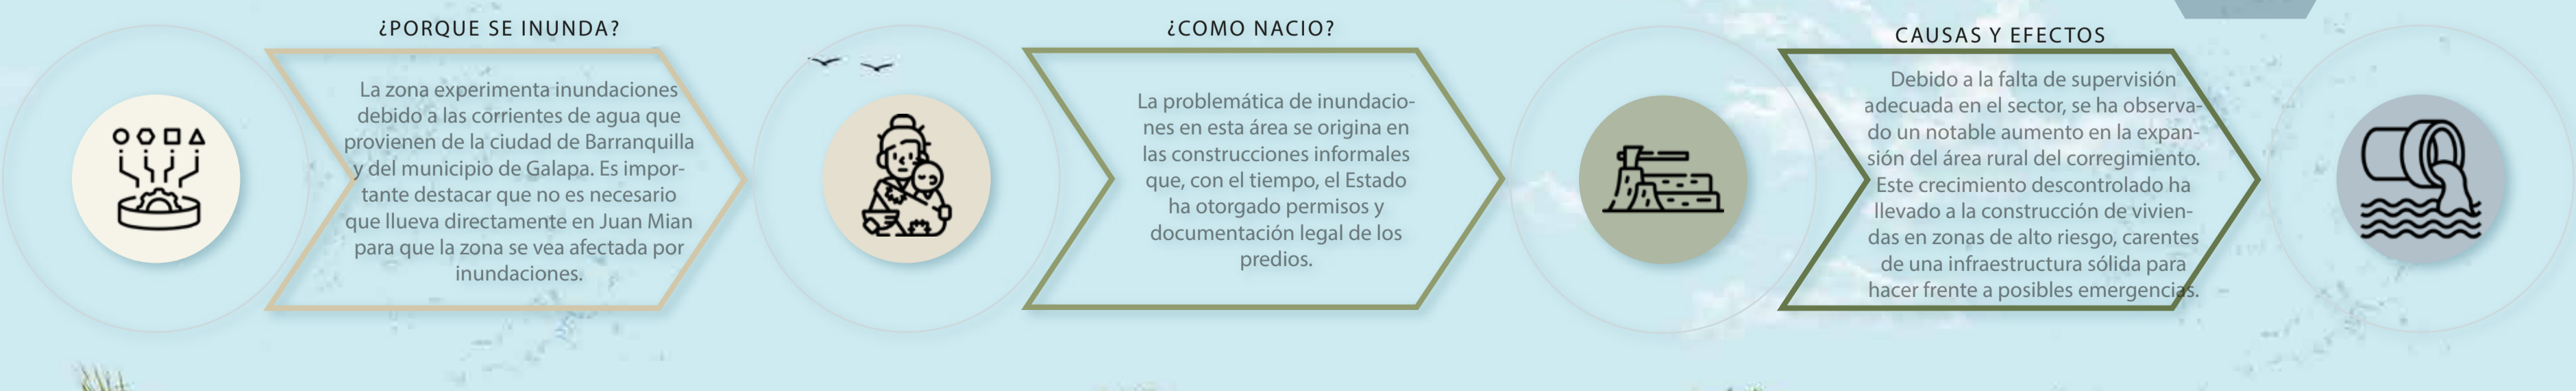 ¿PORQUE SE INUNDA?
La zona experimenta inundaciones
debido a las corrientes de agua que
provienen de la ciudad de Barranquilla
y del municipio de Galapa. Es impor-
tante destacar que no es necesario
que llueva directamente en Juan Mian
para que la zona se vea afectada por
inundaciones.
¿COMO NACIO?
La problemática de inundacio-
nes en esta área se origina en
las construcciones informales
que, con el tiempo, el Estado
ha otorgado permisos y
documentación legal de los
predios.
CAUSAS Y EFECTOS
Debido a la falta de supervisión
adecuada en el sector, se ha observa-
do un notable aumento en la expan-
sión del área rural del corregimiento.
Este crecimiento descontrolado ha
llevado a la construcción de vivien-
das en zonas de alto riesgo, carentes
de una infraestructura sólida para
hacer frente a posibles emergencias.